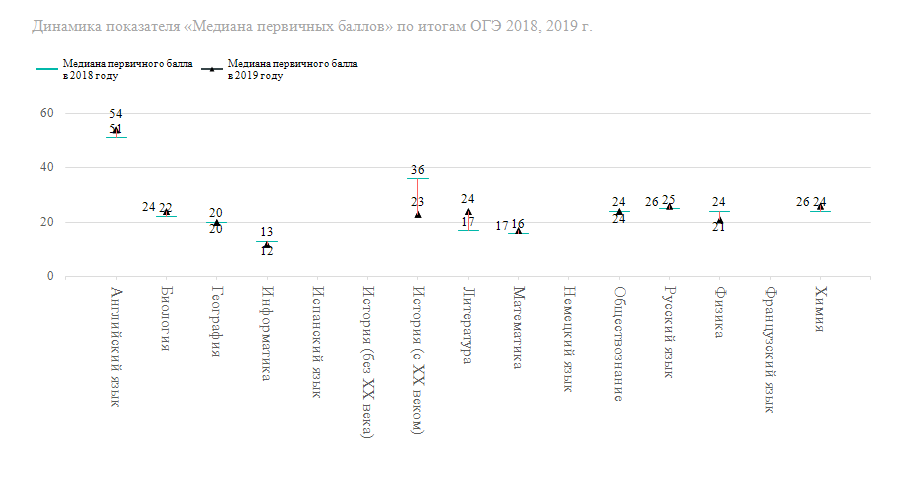 Динамика показателя «Медиана первичных баллов» по итогам ОГЭ 2018, 2019 г.
Медиана первичного балла
в 2018 году
Медиана первичного балла
в 2019 году
60
40
20
0
54
51
24 22
20
20
13
12
36
23
24
17
17 16
24
24
26 25
24
21
26 24
Английский язык
Биология
География
Информатика
Испанский язык
История (без XX века)
История (с XX веком)
Литература
Математика
Немецкий язык
Обществознание
Русский язык
Физика
Французский язык
Химия